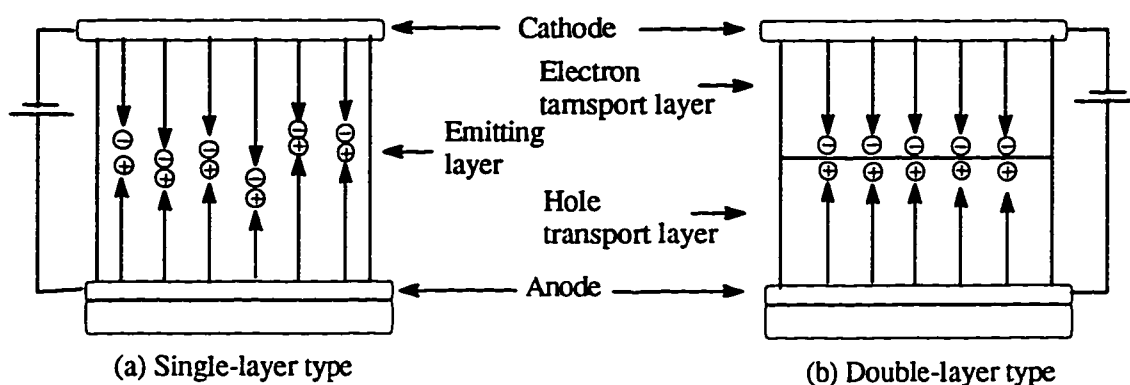 Cathode
Electron
tamsport layer
Emitting
layer
Hole
transport layer
Anode
(a) Single-layer type
(b) Double-layer type